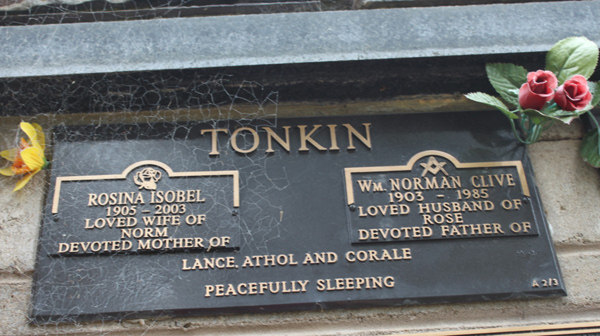 TONKIN
ROSINA ISOBEL
1905 - 2003
LOVED WIFE OF
NORM
DEVOTED MOTHER OF
WM. NORMAN CLIVE
1903 - 1985
LOVED HUSBAND OF
ROSE
DEVOTED FATHER OF
LANCE, ATHOL AND CORALE
PEACEFULLY SLEEPING
A 2/3